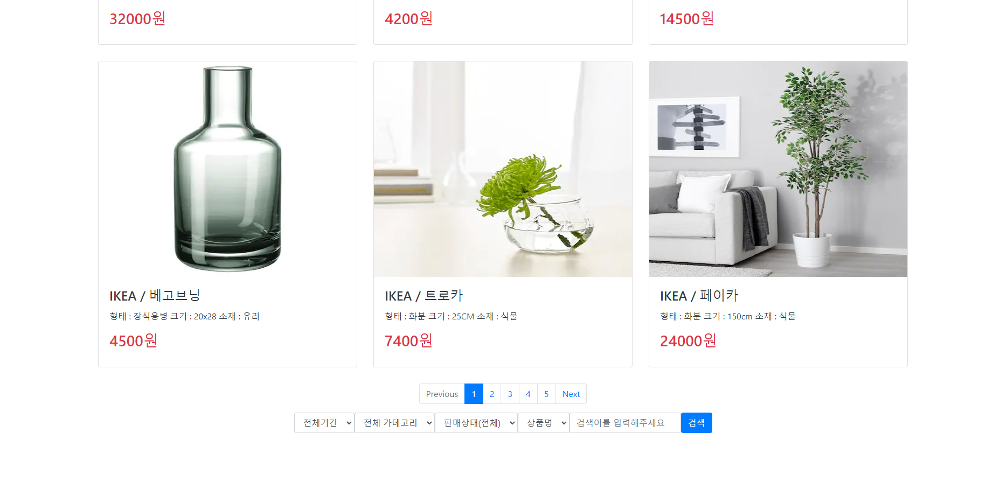 32000원
4200원
14500원
IKEA / 베고브닝
형태 : 장식용병 크기 : 20x28 소재 : 유리
4500원
IKEA / 트로카
형태 : 화분 크기 : 25CM 소재 : 식물
7400원
IKEA / 페이카
형태 : 화분 크기 : 150cm 소재 : 식물
24000원
Previous 1 2 3 4 5 Next
전체기간 전체 카테고리 판매상태(전체) 상품명 검색어를 입력해주세요 검색